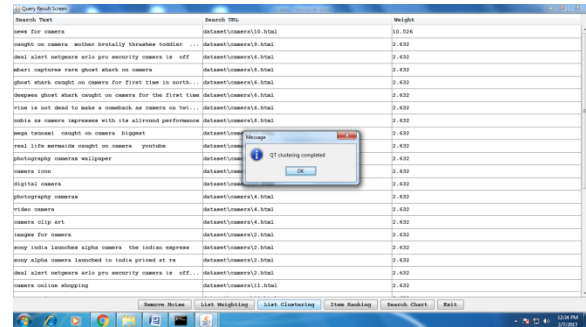 Query Result Screen
Search Text Search URL Weight
news for camera dataset\camera\10.html 10.526
caught on camera mother brutally thrashes toddler ... dataset\camera\9.html 2.632
deal alert netgears arlo pro security camera is off dataset\camera\8.html 2.632
mbari captures rare ghost shark on camera dataset\camera\6.html 2.632
ghost shark caught on camera for first time in north... dataset\camera\6.html 2.632
deepsea ghost shark caught on camera for the first time dataset\camera\6.html 2.632
vine is not dead to make a comeback as camera on twi... dataset\camera\6.html 2.632
nubia z8 camera impresses with its allround performance dataset\camera\6.html 2.632
mega tsunami caught on camera biggest 2.632
real life mermaids caught on camera youtube 2.632
photography cameras wallpaper 2.632
camera icon 2.632
digital camera 2.632
photography cameras dataset\camera\4.html 2.632
video camera dataset\camera\4.html 2.632
camera clip art dataset\camera\4.html 2.632
images for camera dataset\camera\2.html 2.632
sony india launches alpha camera the indian express dataset\camera\2.html 2.632
sony alpha camera launched in india priced at rs dataset\camera\2.html 2.632
deal alert netgears arlo pro security camera is off... dataset\camera\2.html 2.632
camera online shopping dataset\camera\11.html 2.632
Message
QT clustering completed
OK
Remove Noise List Weighting List Clustering Item Ranking Search Chart Exit
12:34 PM
3/7/2017